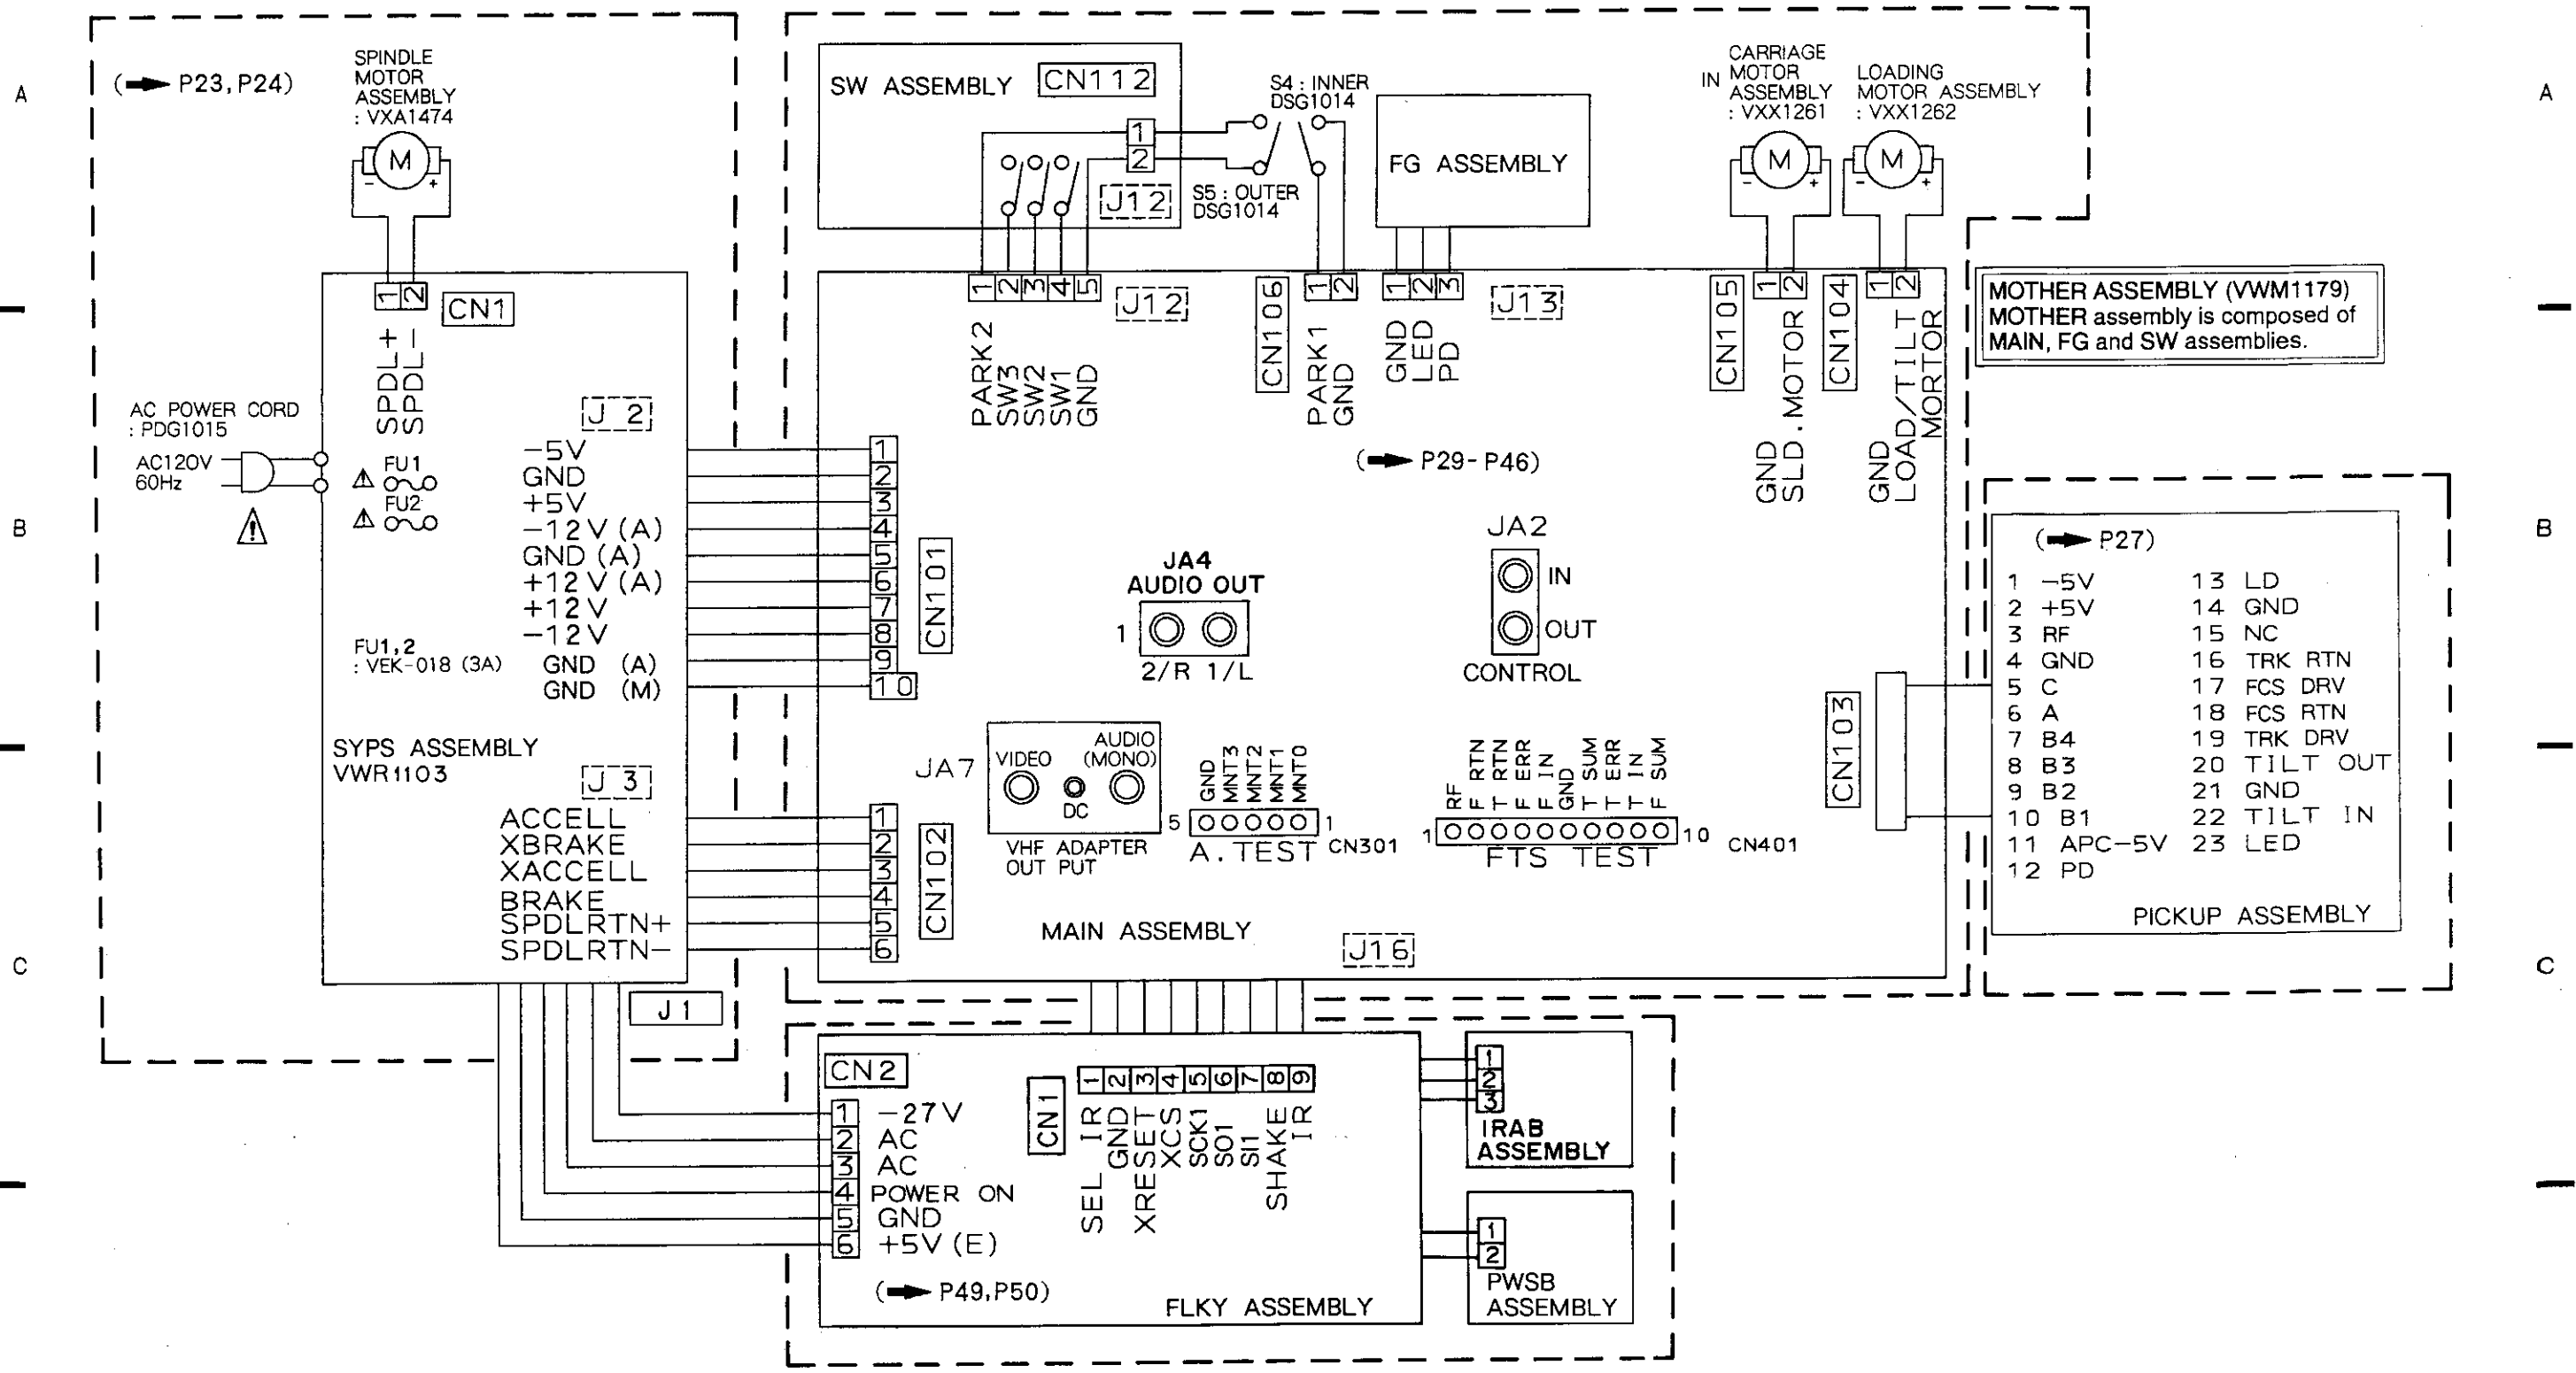 A
A
B
B
C
C
(➡ P23,P24)
SPINDLE
MOTOR
ASSEMBLY
: VXA1474
M
- +
1 2
CN1
SPDL+
SPDL-
AC POWER CORD
: PDG1015
AC120V
60Hz
FU1
FU2
FU1,2
: VEK-018 (3A)
J 2
-5V
GND
+5V
-12V(A)
GND(A)
+12V(A)
+12V
-12V
GND (A)
GND (M)
SYPS ASSEMBLY
VWR1103
J 3
ACCELL
XBRAKE
XACCELL
BRAKE
SPDLRTN+
SPDLRTN-
J1
SW ASSEMBLY
CN112
1
2
J12
S4 : INNER
DSG1014
S5 : OUTER
DSG1014
FG ASSEMBLY
IN
CARRIAGE
MOTOR
ASSEMBLY
: VXX1261
M
- +
LOADING
MOTOR ASSEMBLY
: VXX1262
M
- +
1 2 3 4 5
J12
PARK2
SW3
SW2
SW1
GND
CN106
1 2
PARK1
GND
1 2 3
J13
GND
LED
PD
CN105
1 2
GND
SLD.MOTOR
CN104
1 2
GND
LOAD/TILT
MORTOR
MOTHER ASSEMBLY (VWM1179)
MOTHER assembly is composed of
MAIN, FG and SW assemblies.
(➡ P29-P46)
1
2
3
4
5
6
7
8
9
10
CN101
JA4
AUDIO OUT
1
2/R 1/L
JA2
IN
OUT
CONTROL
JA7
VIDEO
AUDIO
(MONO)
DC
VHF ADAPTER
OUT PUT
GND
MNT3
MNT2
MNT1
MNT0
5 1
A.TEST CN301
RF
F RTN
T RTN
F ERR
F IN
GND
T SUM
T ERR
T IN
F SUM
1 10
FTS TEST CN401
CN103
1
2
3
4
5
6
CN102
MAIN ASSEMBLY
J16
(➡ P27)
1 -5V
2 +5V
3 RF
4 GND
5 C
6 A
7 B4
8 B3
9 B2
10 B1
11 APC-5V
12 PD
13 LD
14 GND
15 NC
16 TRK RTN
17 FCS DRV
18 FCS RTN
19 TRK DRV
20 TILT OUT
21 GND
22 TILT IN
23 LED
PICKUP ASSEMBLY
CN2
1 -27V
2 AC
3 AC
4 POWER ON
5 GND
6 +5V(E)
(➡ P49,P50)
CN1
1 2 3 4 5 6 7 8 9
SEL IR
GND
XRESET
XCS
SCK1
SO1
SI1
SHAKE
IR
FLKY ASSEMBLY
1
2
3
IRAB
ASSEMBLY
1
2
PWSB
ASSEMBLY